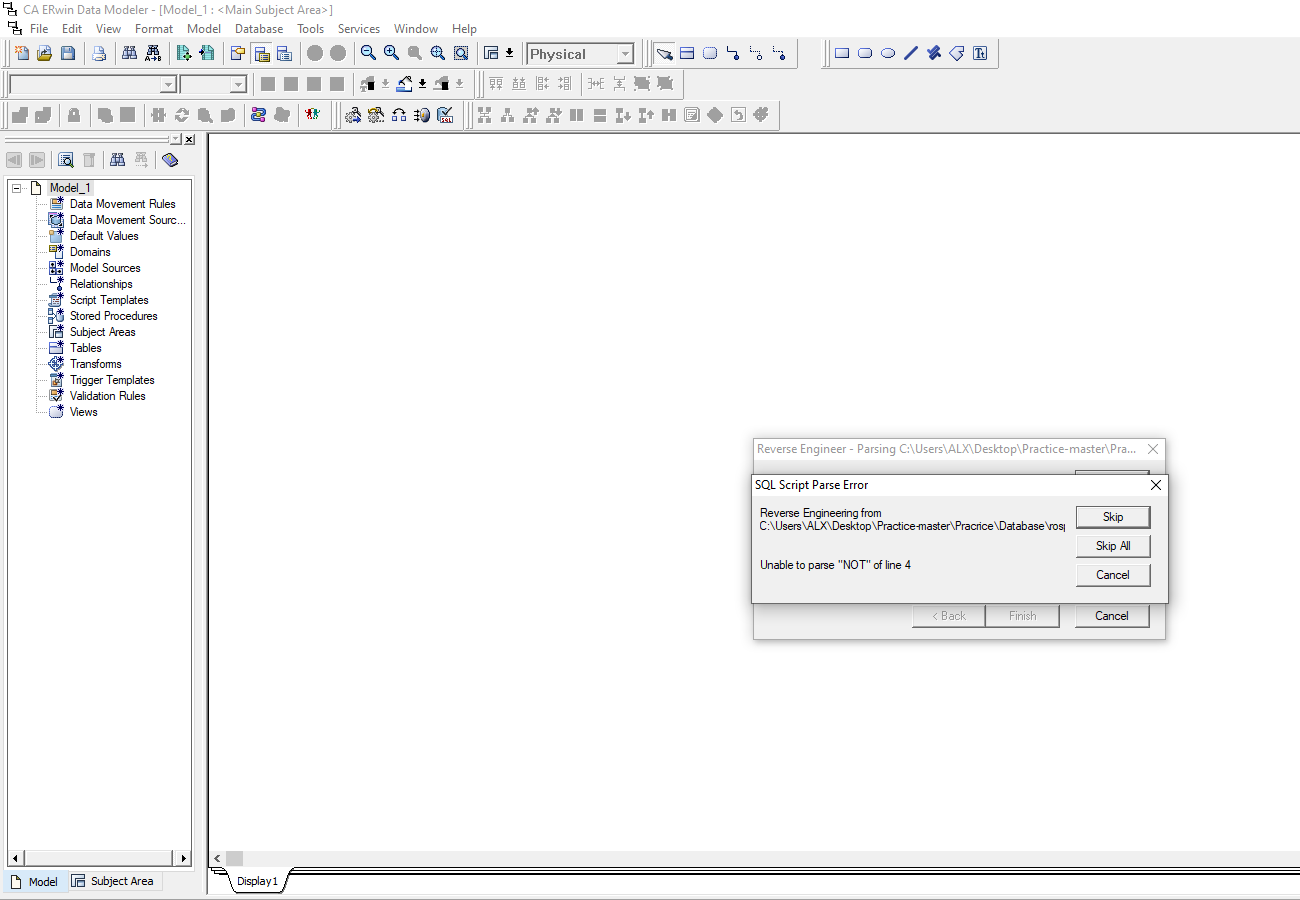 CA ERwin Data Modeler - [Model_1 : <Main Subject Area>]
File Edit View Format Model Database Tools Services Window Help
Physical
Model_1
Data Movement Rules
Data Movement Sourc...
Default Values
Domains
Model Sources
Relationships
Script Templates
Stored Procedures
Subject Areas
Tables
Transforms
Trigger Templates
Validation Rules
Views
Reverse Engineer - Parsing C:\Users\ALX\Desktop\Practice-master\Pra...
SQL Script Parse Error
Reverse Engineering from
C:\Users\ALX\Desktop\Practice-master\Pracrice\Database\rosp
Skip
Skip All
Unable to parse "NOT" of line 4
Cancel
< Back Finish Cancel
Model Subject Area
Display1